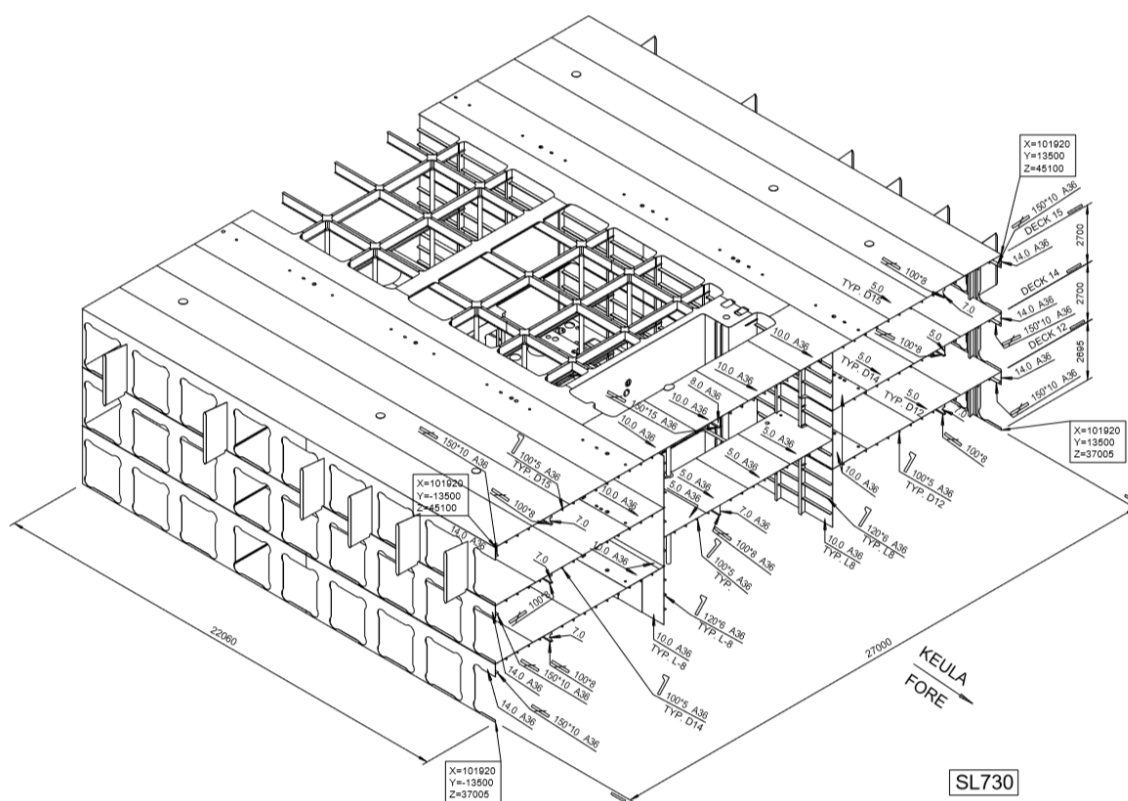 X=101920
Y=13500
Z=45100
150*10 A36
DECK 15
14.0 A36
2700
DECK 14
14.0 A36
2700
150*10 A36
DECK 12
14.0 A36
2695
150*10 A36
X=101920
Y=13500
Z=37005
100*8
7.0
5.0
TYP. D15
100*8
5.0
10.0 A36
5.0
TYP. D14
5.0
TYP. D12
7.0
100*8
100*5 A36
TYP. D12
10.0 A36
10.0 A36
8.0 A36
10.0 A36
150*15 A36
10.0 A36
5.0 A36
5.0 A36
5.0 A36
5.0 A36
5.0 A36
120*6 A36
TYP. L8
10.0 A36
TYP. L8
7.0 A36
100*8 A36
100*5 A36
TYP.
120*6 A36
TYP. L-8
10.0 A36
TYP. L-8
150*10 A36
100*5 A36
TYP. D15
X=101920
Y=-13500
Z=45100
100*8
7.0
10.0 A36
14.0 A36
10.0 A36
7.0
100*8
7.0
100*8
150*10 A36
14.0 A36
100*5 A36
TYP. D14
14.0 A36
150*10 A36
X=101920
Y=-13500
Z=37005
22060
27000
KEULA
FORE
SL730